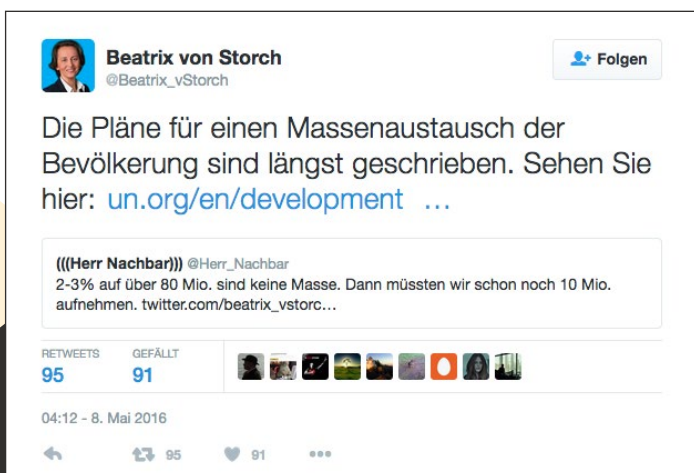 Beatrix von Storch
@Beatrix_vStorch
Folgen
Die Pläne für einen Massenaustausch der
Bevölkerung sind längst geschrieben. Sehen Sie
hier: un.org/en/development ...
(((Herr Nachbar))) @Herr_Nachbar
2-3% auf über 80 Mio. sind keine Masse. Dann müssten wir schon noch 10 Mio.
aufnehmen. twitter.com/beatrix_vstorc...
RETWEETS GEFÄLLT
95 91
04:12 - 8. Mai 2016
95 91